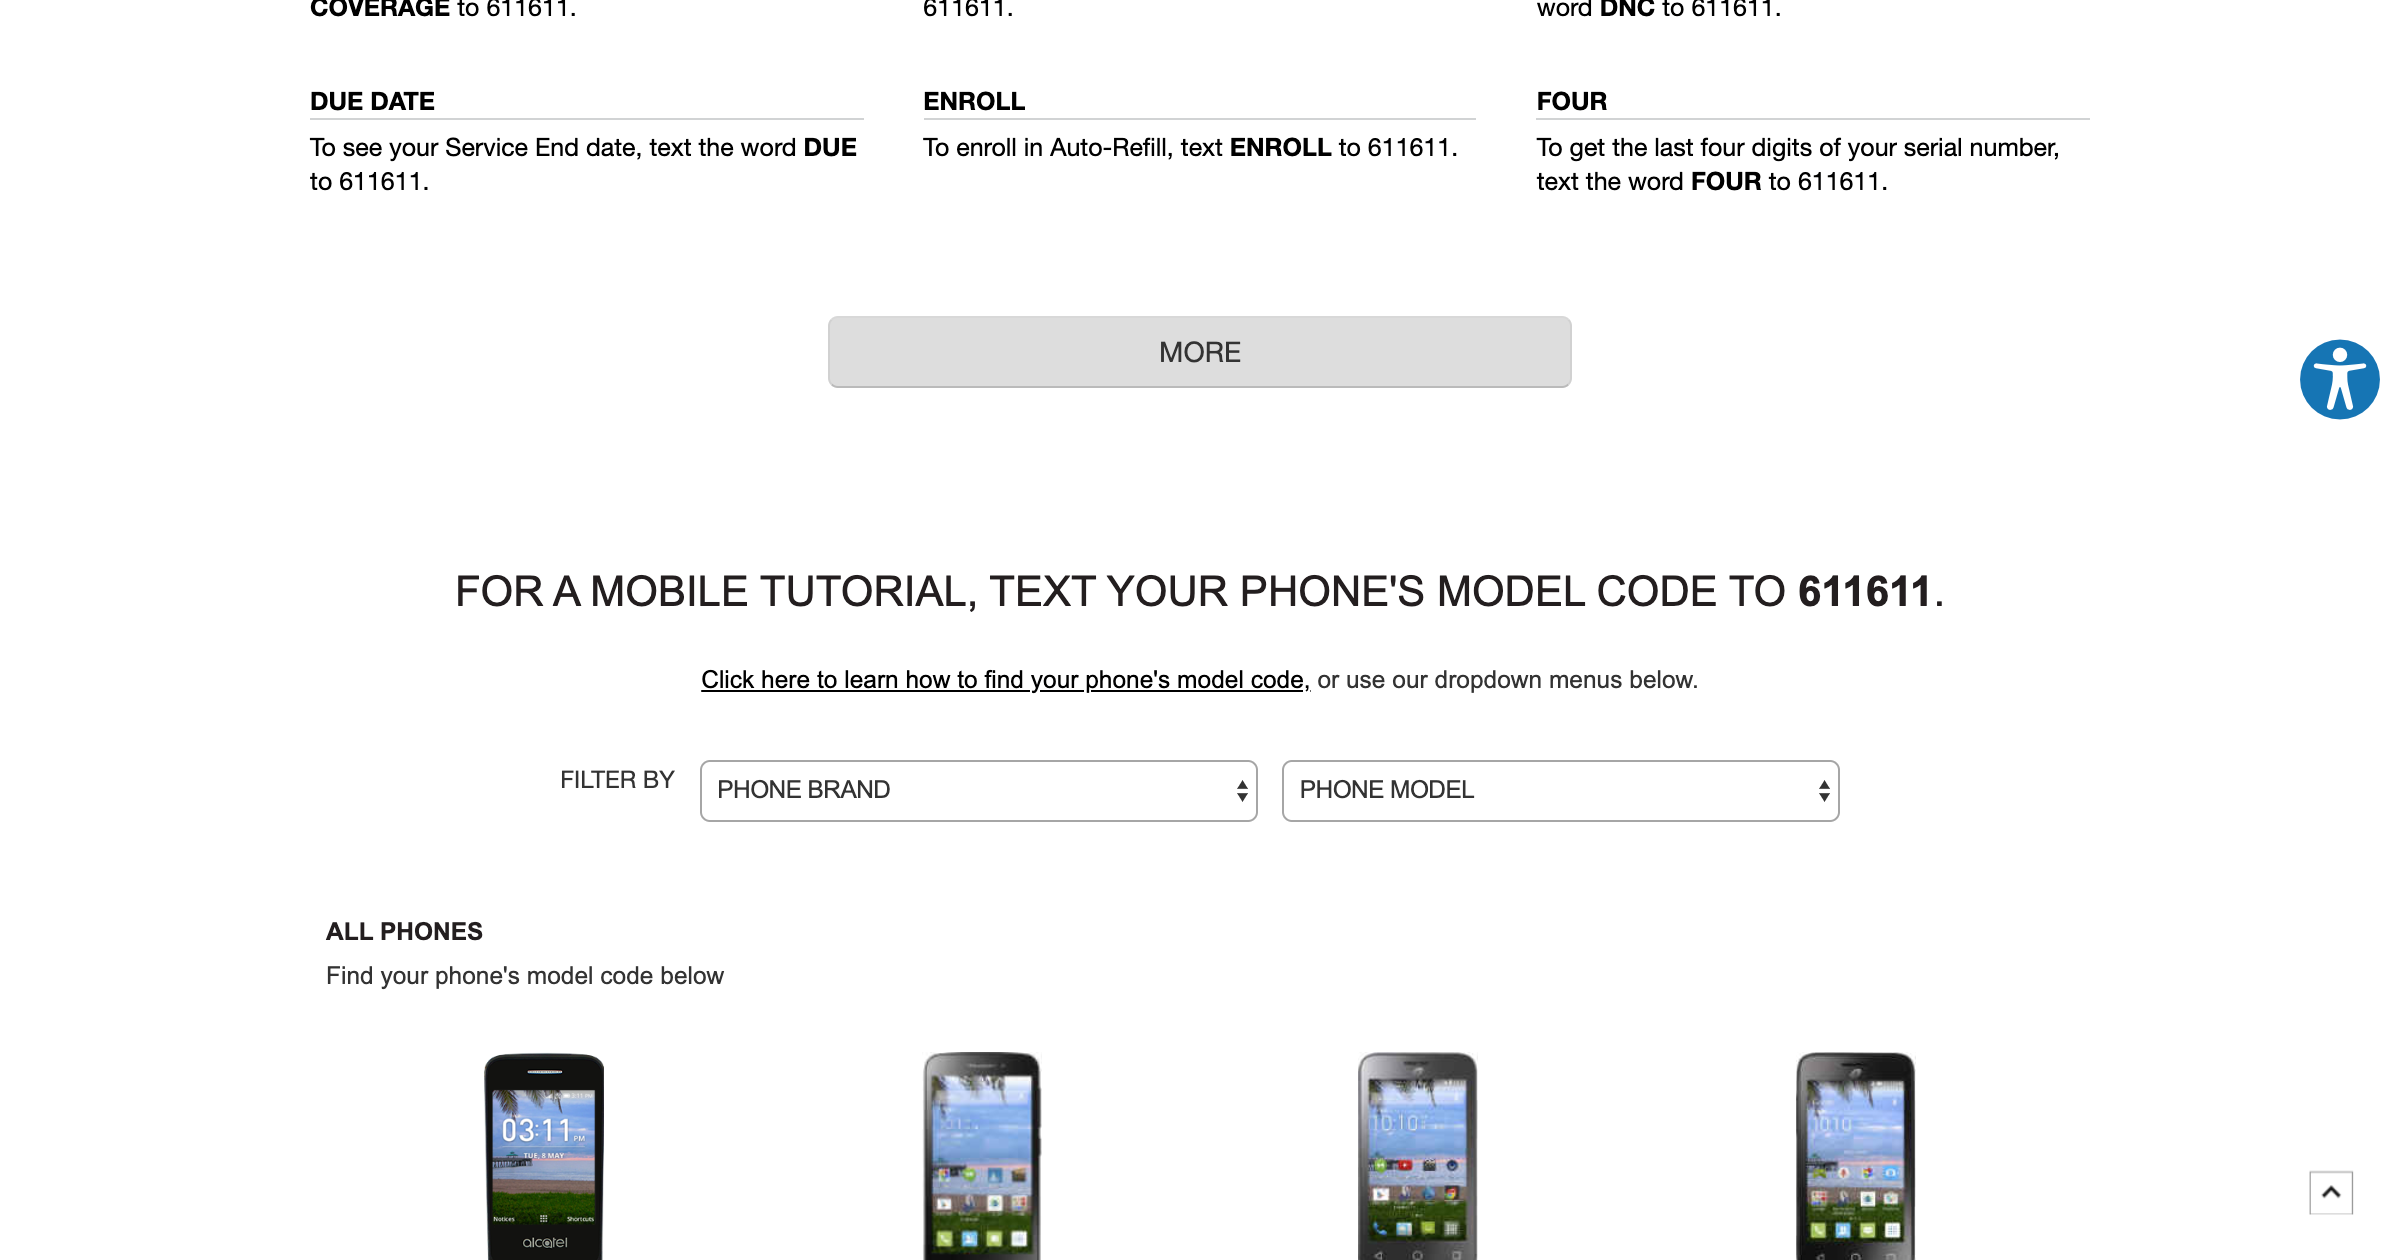 COVERAGE to 611611.
611611.
word DNC to 611611.
DUE DATE
To see your Service End date, text the word DUE
to 611611.
ENROLL
To enroll in Auto-Refill, text ENROLL to 611611.
FOUR
To get the last four digits of your serial number,
text the word FOUR to 611611.
MORE
FOR A MOBILE TUTORIAL, TEXT YOUR PHONE'S MODEL CODE TO 611611.
Click here to learn how to find your phone's model code, or use our dropdown menus below.
FILTER BY
PHONE BRAND
PHONE MODEL
ALL PHONES
Find your phone's model code below
03:11 PM
TUE, 8 MAY
Notices
Shortcuts
alcatel
10:10
1010